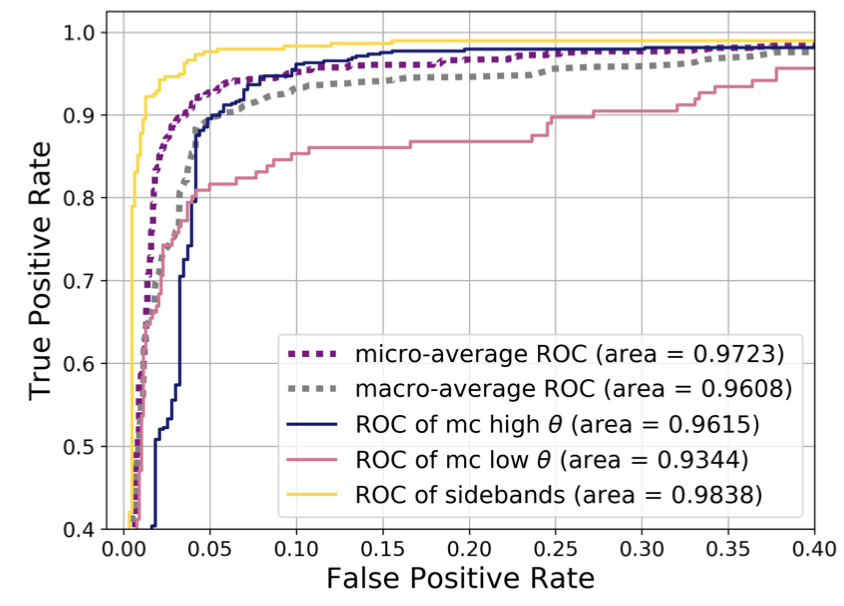 1.0
0.9
0.8
0.7
0.6
0.5
0.4
True Positive Rate
micro-average ROC (area = 0.9723)
macro-average ROC (area = 0.9608)
ROC of mc high θ (area = 0.9615)
ROC of mc low θ (area = 0.9344)
ROC of sidebands (area = 0.9838)
0.00 0.05 0.10 0.15 0.20 0.25 0.30 0.35 0.40
False Positive Rate